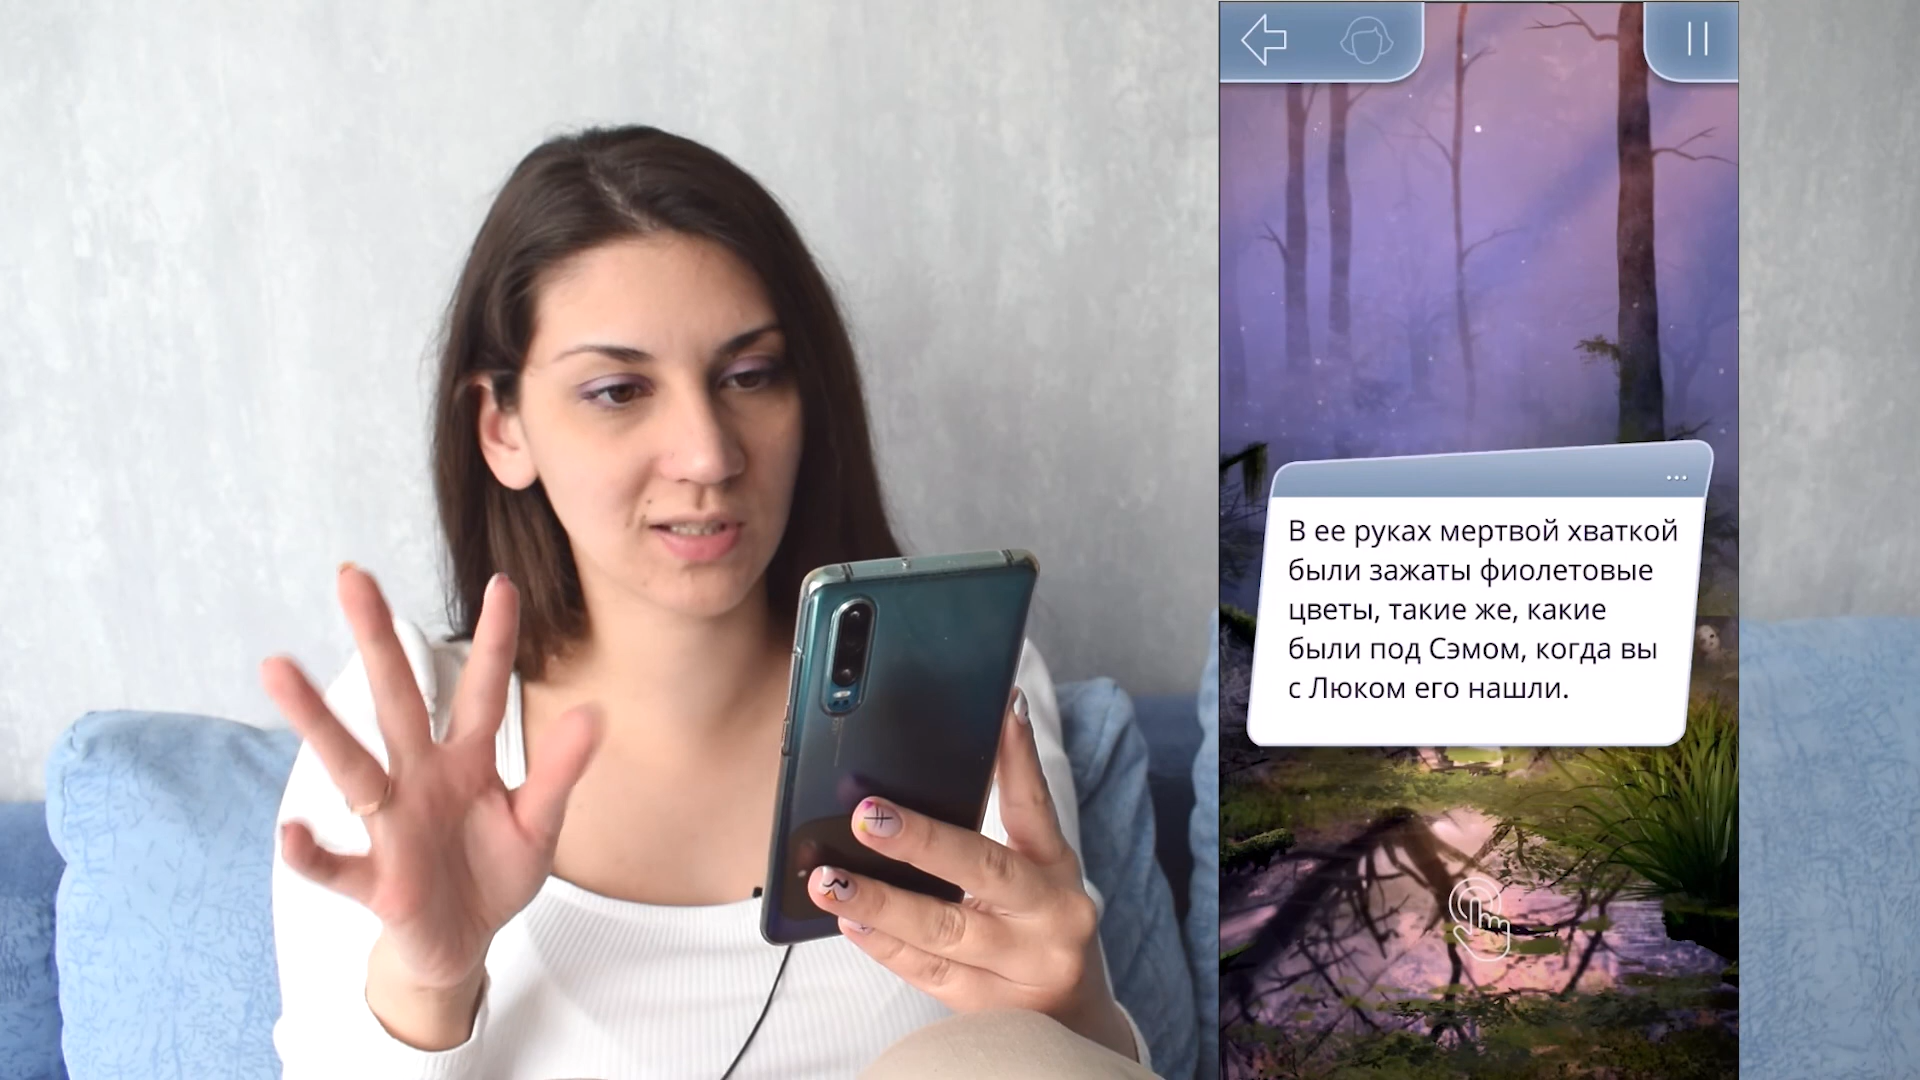 В ее руках мертвой хваткой
были зажаты фиолетовые
цветы, такие же, какие
были под Сэмом, когда вы
с Люком его нашли.